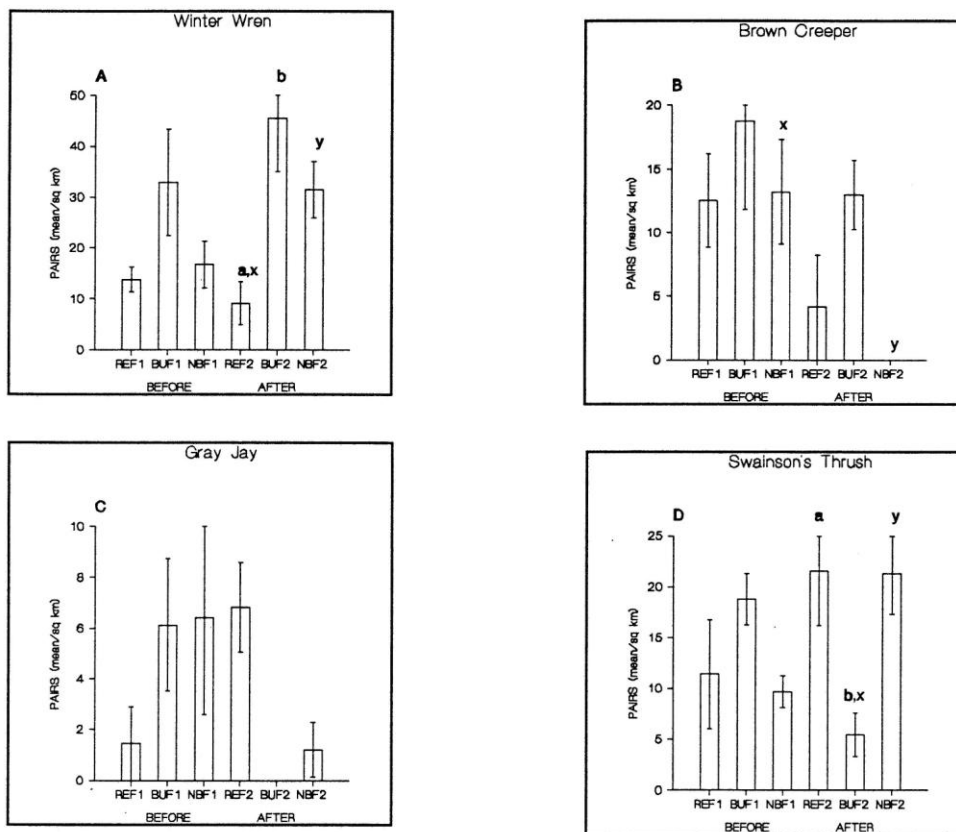 Winter Wren
A
b
y
a,x
50
40
30
20
10
0
PAIRS (mean/sq km)
REF1 BUF1 NBF1 REF2 BUF2 NBF2
BEFORE AFTER
Brown Creeper
B
x
y
20
15
10
5
0
PAIRS (mean/sq km)
REF1 BUF1 NBF1 REF2 BUF2 NBF2
BEFORE AFTER
Gray Jay
C
10
8
6
4
2
0
PAIRS (mean/sq km)
REF1 BUF1 NBF1 REF2 BUF2 NBF2
BEFORE AFTER
Swainson's Thrush
D
a
y
b,x
25
20
15
10
5
0
PAIRS (mean/sq km)
REF1 BUF1 NBF1 REF2 BUF2 NBF2
BEFORE AFTER